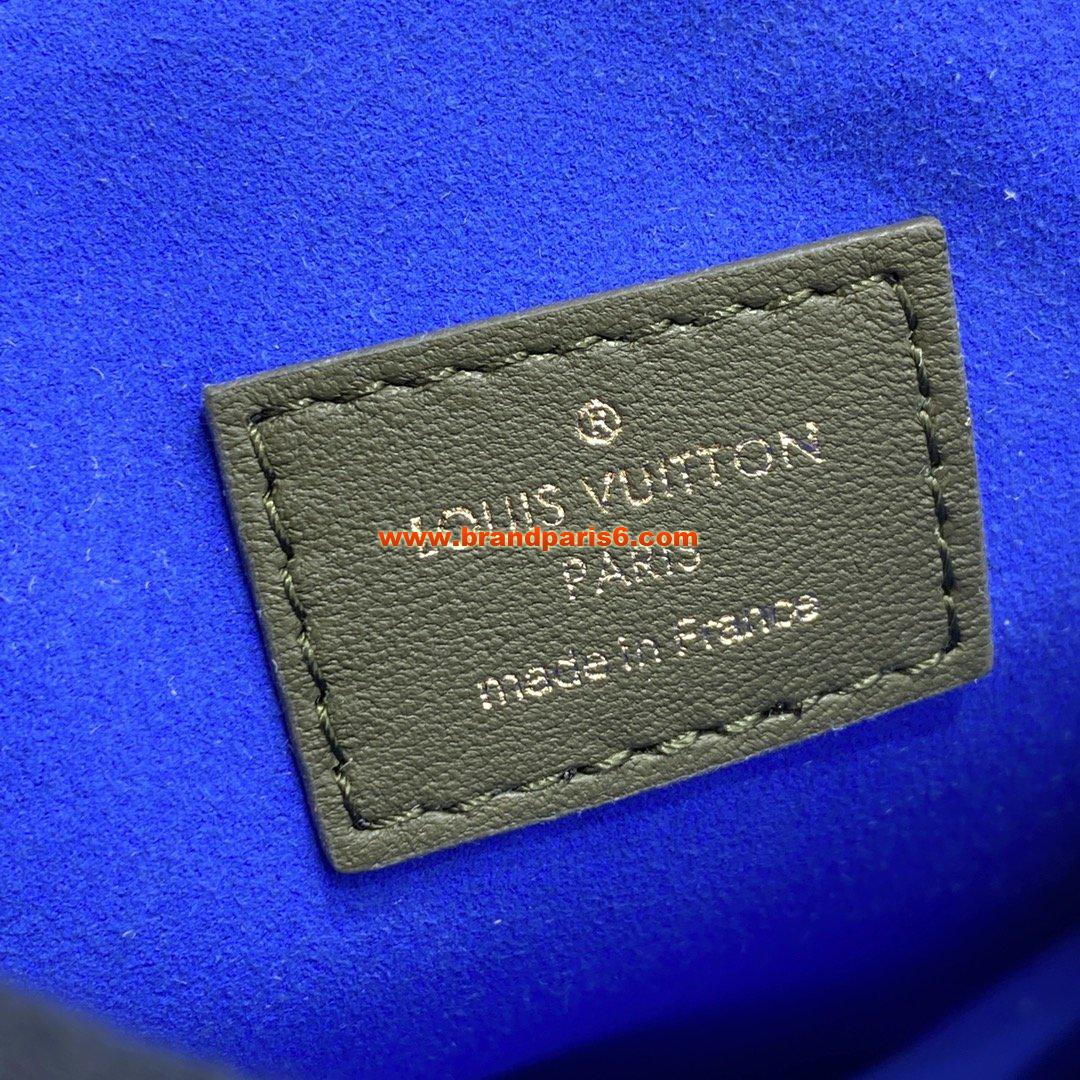 ®
LOUIS VUITTON
www.brandparis6.com
PARIS
made in France